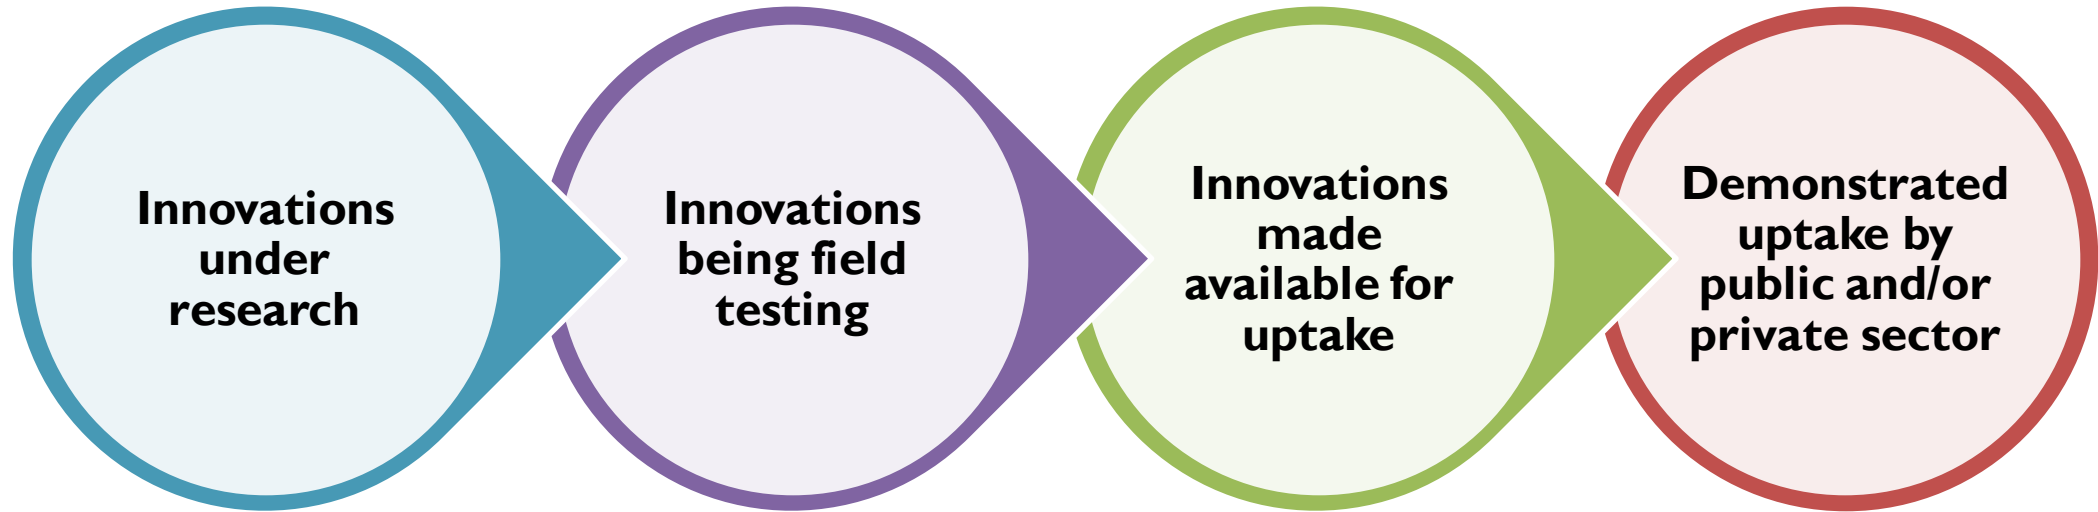 Innovations
under
research
Innovations
being field
testing
Innovations
made
available for
uptake
Demonstrated
uptake by
public and/or
private sector